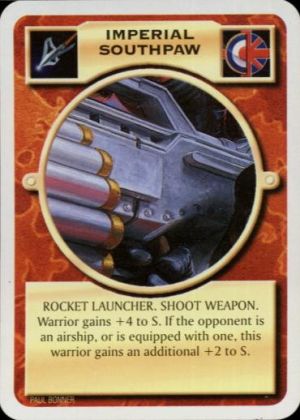 IMPERIAL
SOUTHPAW
ROCKET LAUNCHER. SHOOT WEAPON.
Warrior gains +4 to S. If the opponent is
an airship, or is equipped with one, this
warrior gains an additional +2 to S.
PAUL BONNER